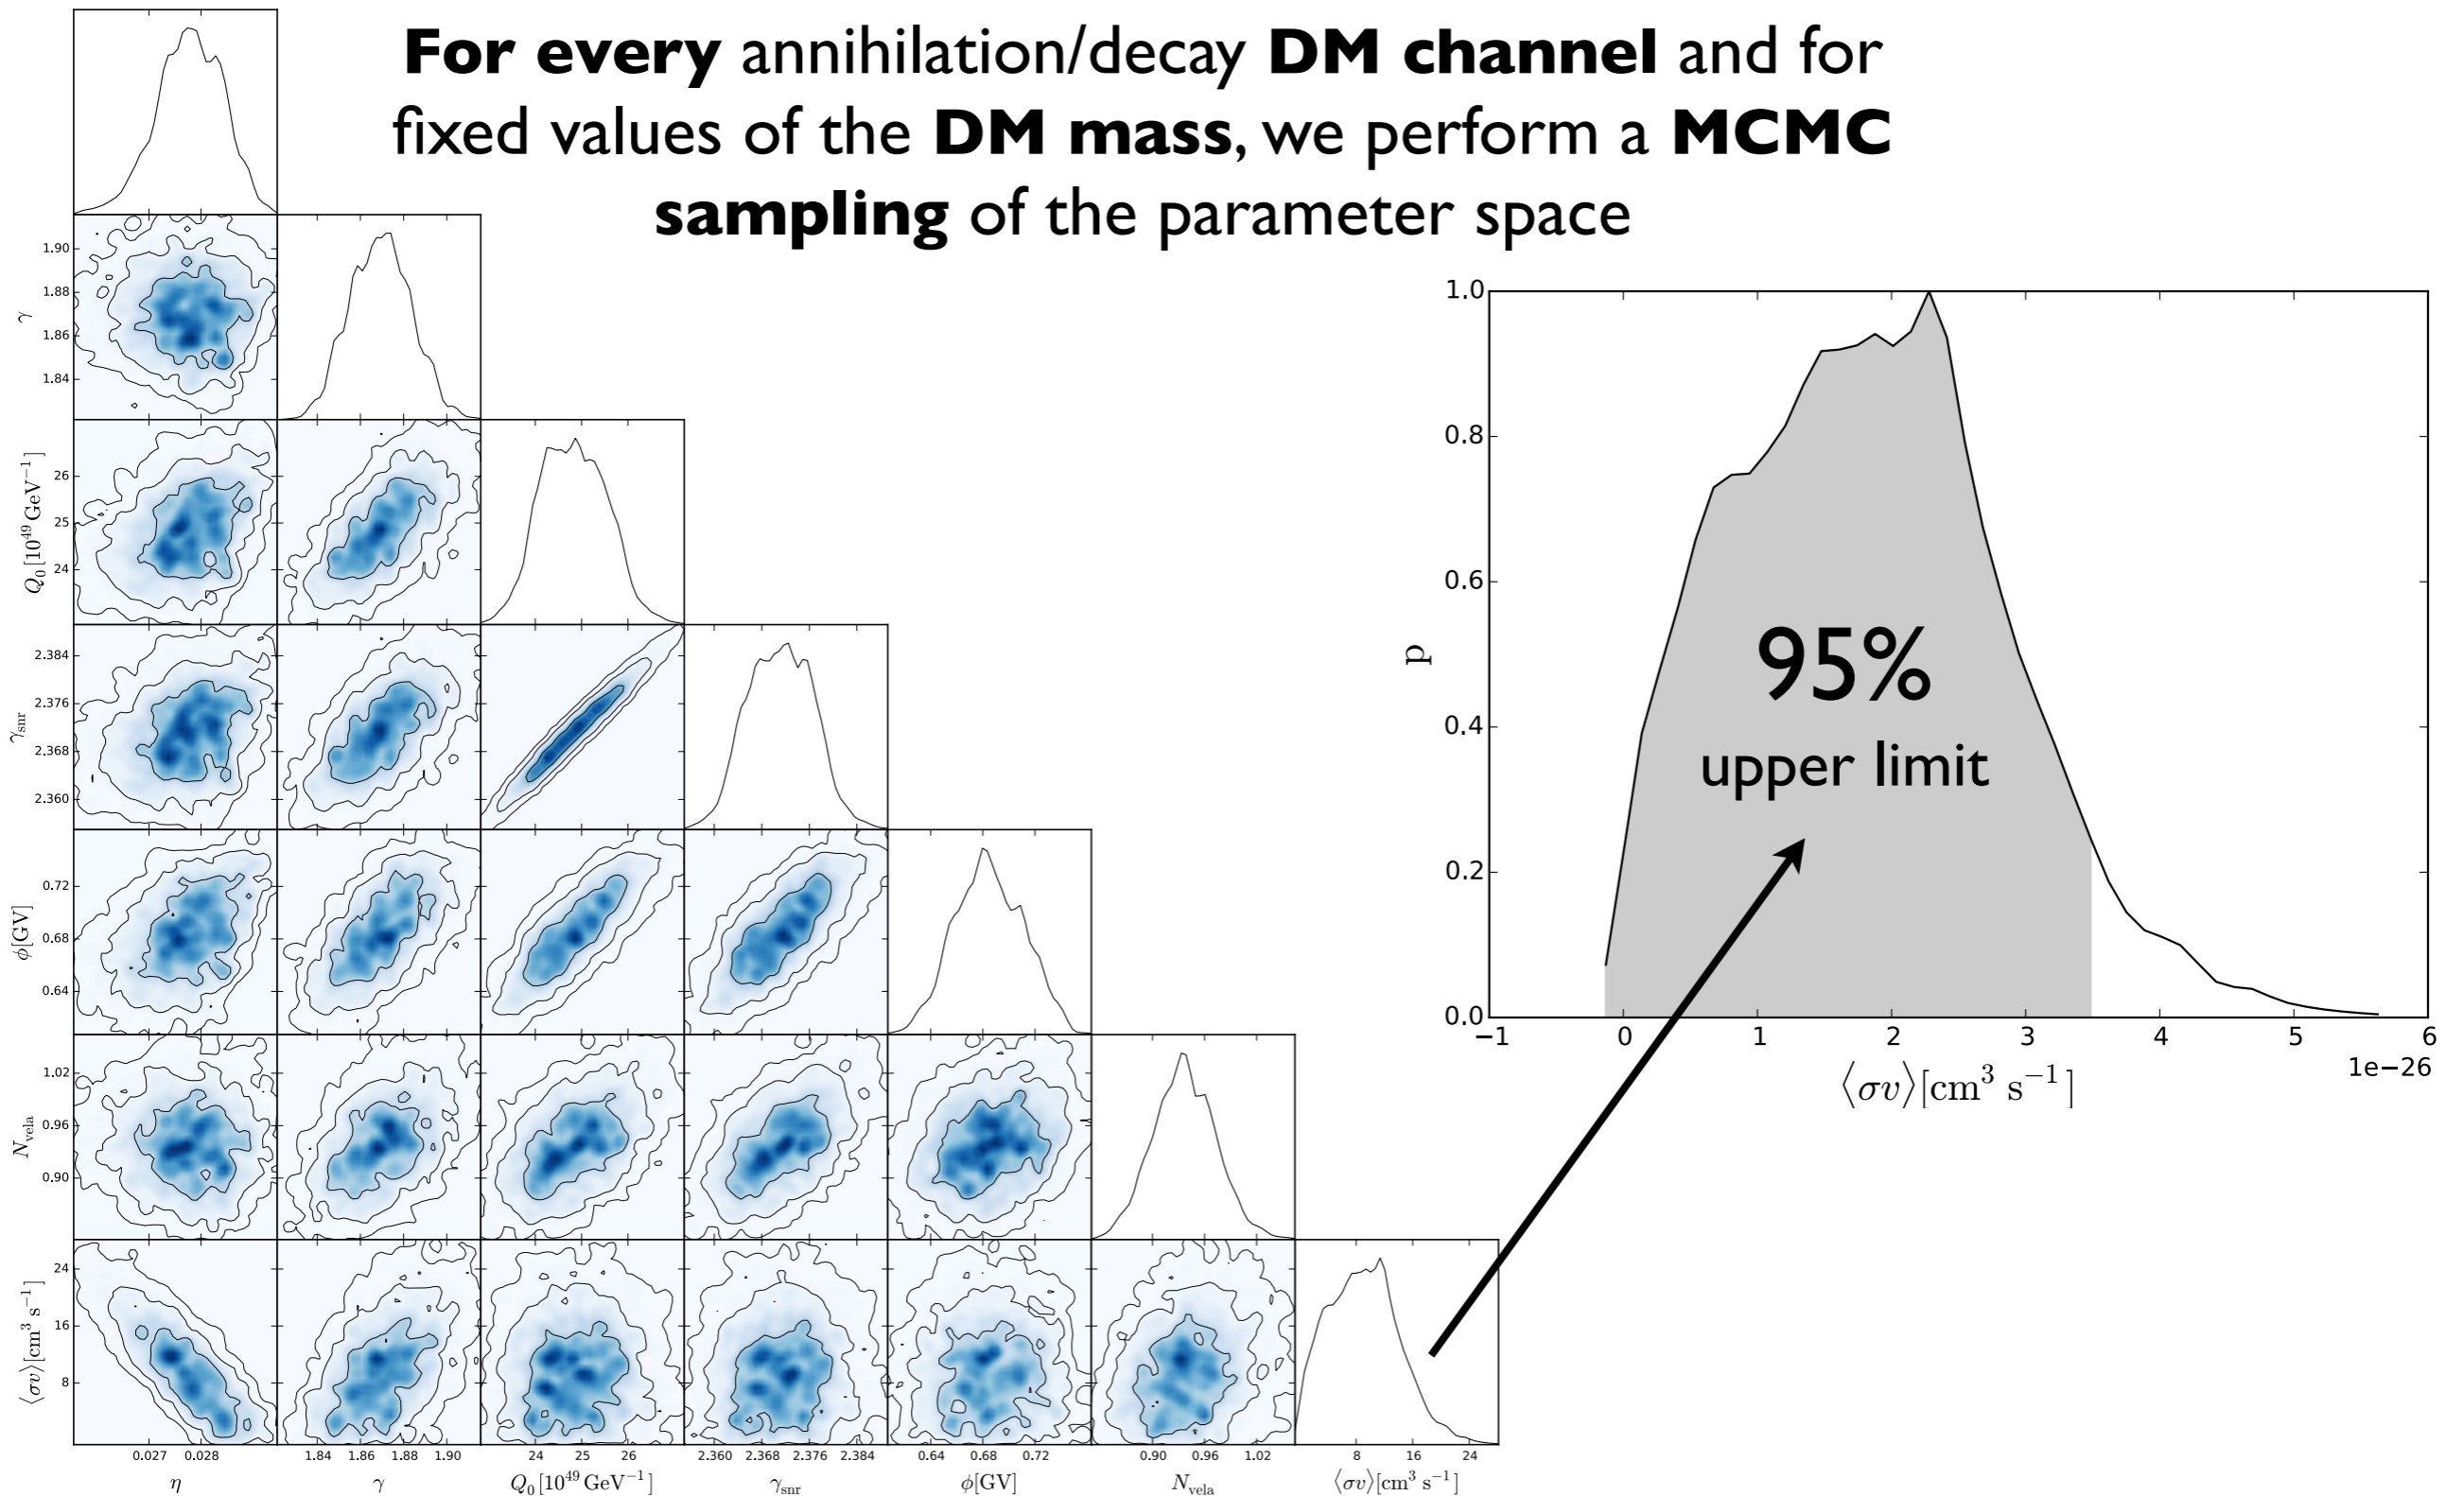 For every annihilation/decay DM channel and for
fixed values of the DM mass, we perform a MCMC
sampling of the parameter space
1.90
1.88
1.86
1.84
γ
26
25
24
Q₀ [10⁴⁹ GeV⁻¹]
2.384
2.376
2.368
2.360
γ_snr
0.72
0.68
0.64
ϕ[GV]
1.02
0.96
0.90
N_vela
24
16
8
⟨σv⟩[cm³ s⁻¹]
0.027 0.028
1.84 1.86 1.88 1.90
24 25 26
2.360 2.368 2.376 2.384
0.64 0.68 0.72
0.90 0.96 1.02
8 16 24
η
γ
Q₀ [10⁴⁹ GeV⁻¹]
γ_snr
ϕ[GV]
N_vela
⟨σv⟩[cm³ s⁻¹]
1.0
0.8
0.6
0.4
0.2
0.0
p
95%
upper limit
−1 0 1 2 3 4 5 6
1e−26
⟨σv⟩[cm³ s⁻¹]